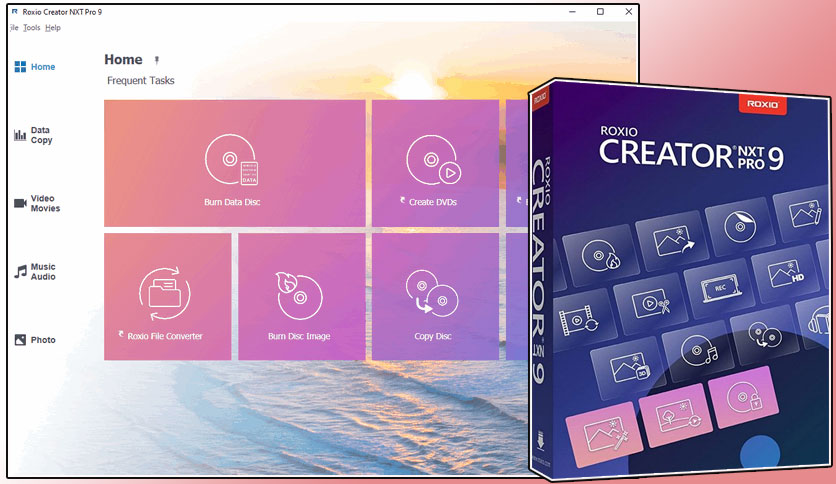 Roxio Creator NXT Pro 9
ile Tools Help
Home
Home
Frequent Tasks
Data
Copy
Video
Movies
Music
Audio
Photo
Burn Data Disc
Create DVDs
Roxio File Converter
Burn Disc Image
Copy Disc
DATA
ROXIO
ROXIO
CREATOR NXT 9
ROXIO
ROXIO
CREATOR® NXT
PRO 9
REC
HD
3D